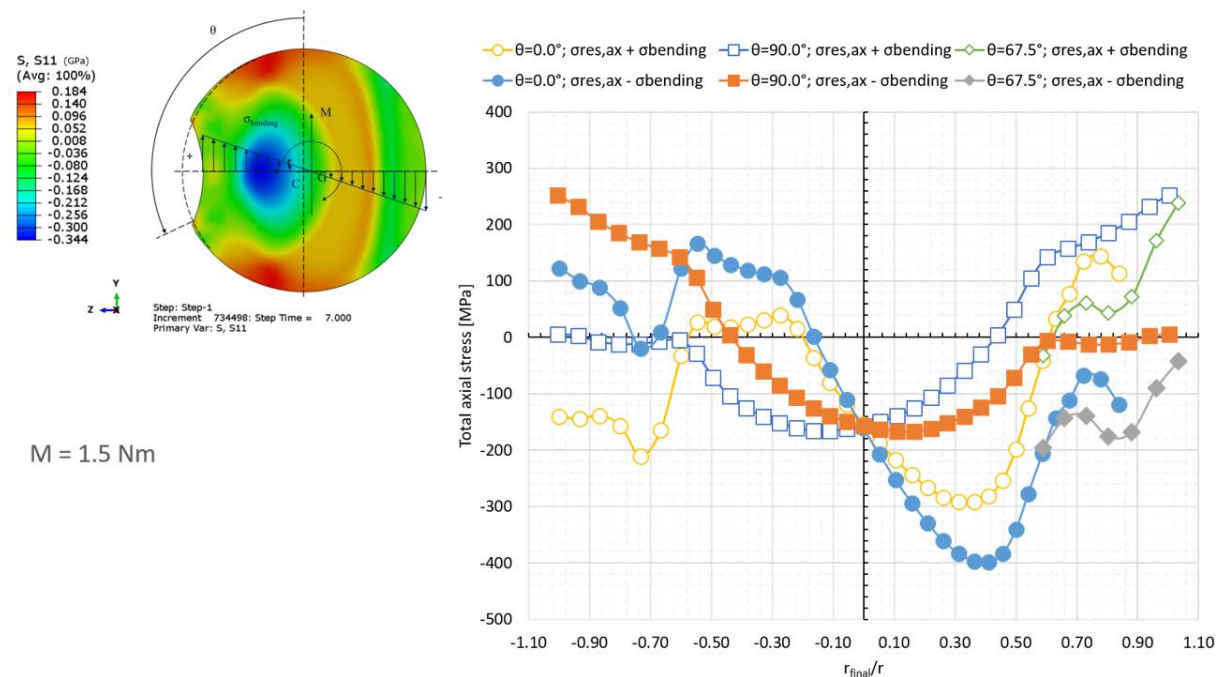 θ
S, S11 (GPa)
(Avg: 100%)
0.184
0.140
0.096
0.052
0.008
-0.036
-0.080
-0.124
-0.168
-0.212
-0.256
-0.300
-0.344
M
σbending
+
C
G
-
Y
Z
X
Step: Step-1
Increment 734498: Step Time = 7.000
Primary Var: S, S11
M = 1.5 Nm
θ=0.0°; σres,ax + σbending
θ=90.0°; σres,ax + σbending
θ=67.5°; σres,ax + σbending
θ=0.0°; σres,ax - σbending
θ=90.0°; σres,ax - σbending
θ=67.5°; σres,ax - σbending
Total axial stress [MPa]
400
300
200
100
0
-100
-200
-300
-400
-500
-1.10 -0.90 -0.70 -0.50 -0.30 -0.10 0.10 0.30 0.50 0.70 0.90 1.10
rfinal/r